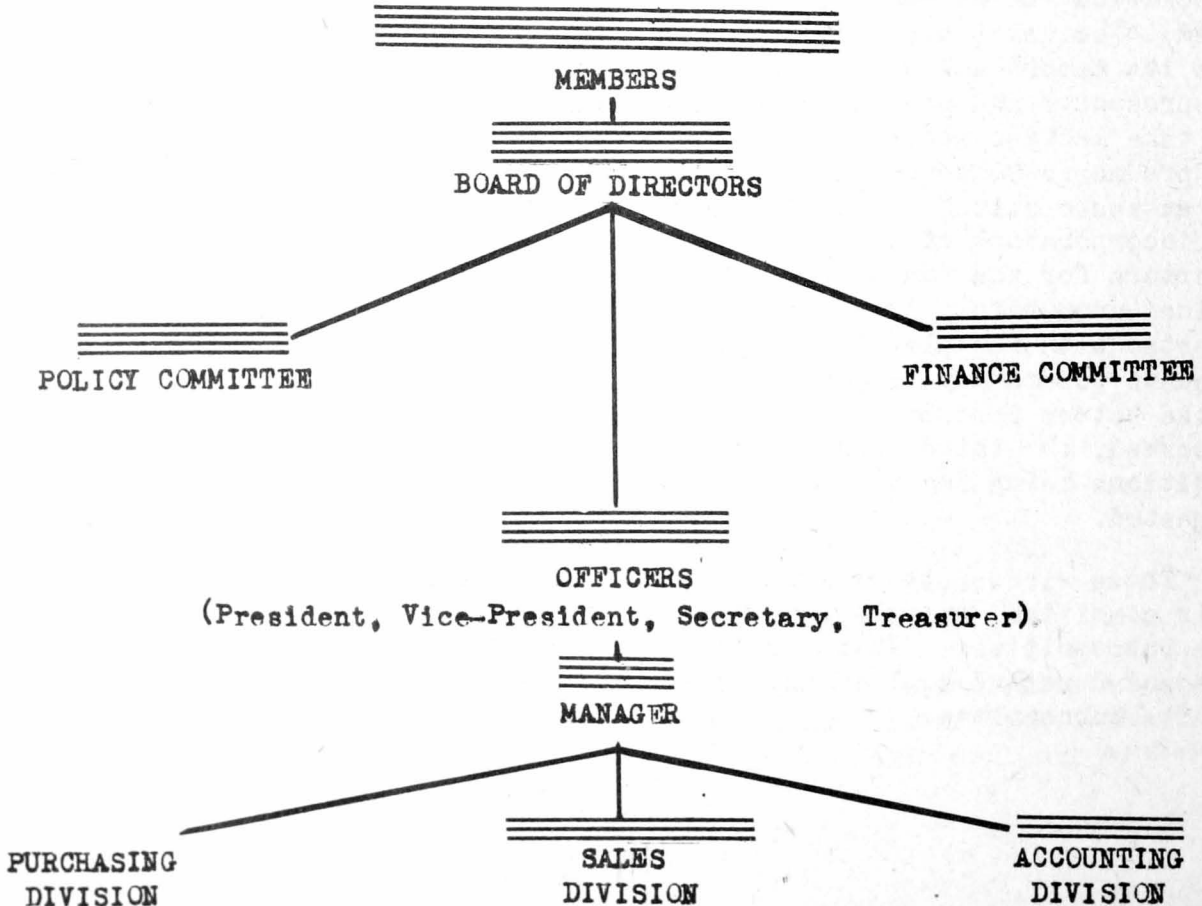 MEMBERS
BOARD OF DIRECTORS
POLICY COMMITTEE
FINANCE COMMITTEE
OFFICERS
(President, Vice-President, Secretary, Treasurer)
MANAGER
PURCHASING
DIVISION
SALES
DIVISION
ACCOUNTING
DIVISION